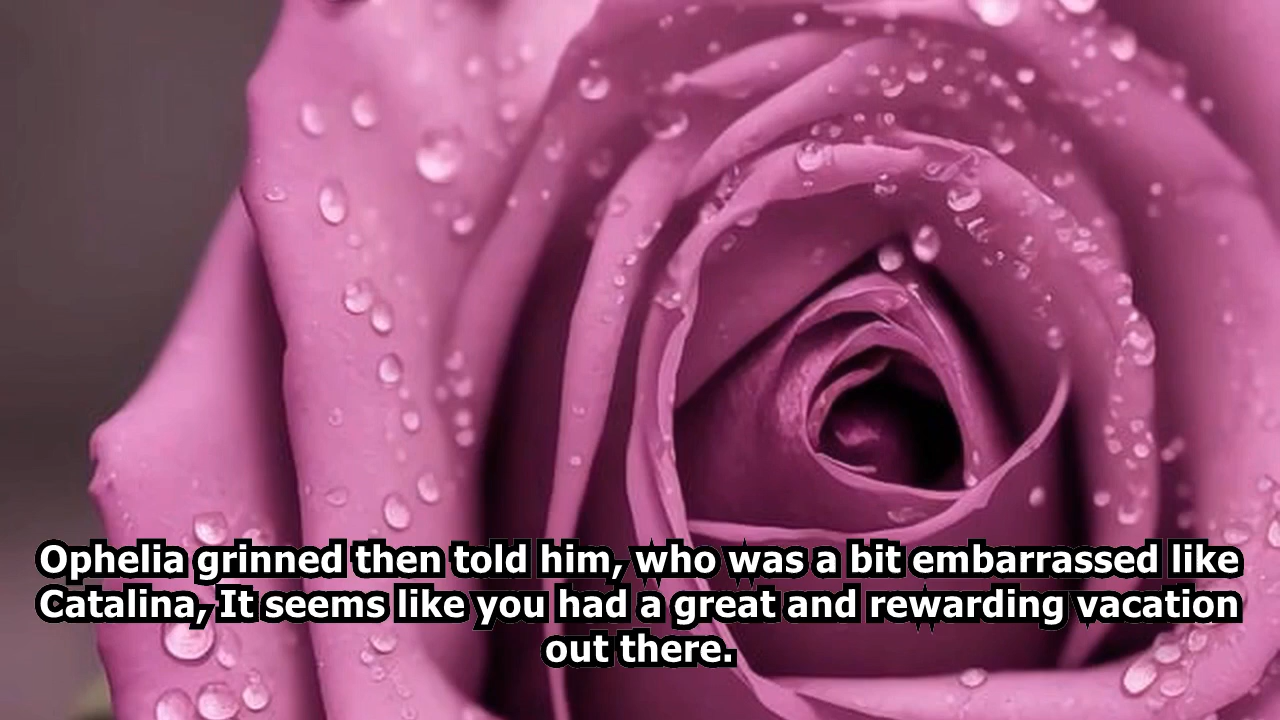 Ophelia grinned then told him, who was a bit embarrassed like
Catalina, It seems like you had a great and rewarding vacation
out there.